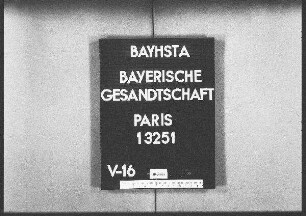 BAYHSTA
BAYERISCHE
GESANDTSCHAFT
PARIS
13251
V-16